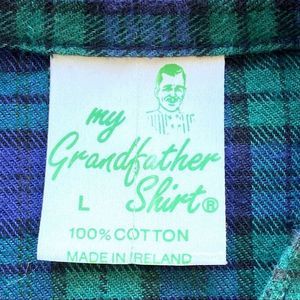 my
Grandfather
L Shirt®
100% COTTON
MADE IN IRELAND